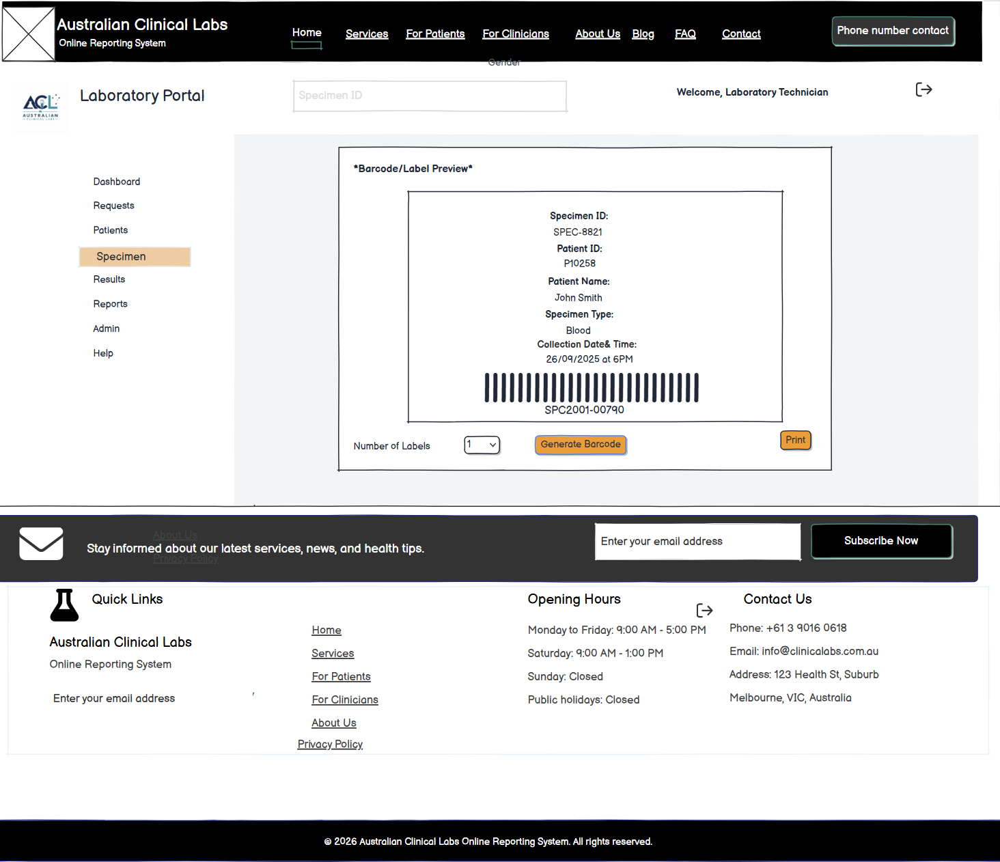 Australian Clinical Labs
Online Reporting System
Home Services For Patients For Clinicians About Us Blog FAQ Contact
Phone number contact
Gender
ACL
AUSTRALIAN
CLINICAL LABS
Laboratory Portal
Specimen ID
Welcome, Laboratory Technician
Dashboard
Requests
Patients
Specimen
Results
Reports
Admin
Help
*Barcode/Label Preview*
Specimen ID:
SPEC-8821
Patient ID:
P10258
Patient Name:
John Smith
Specimen Type:
Blood
Collection Date& Time:
26/09/2025 at 6PM
SPC2001-00790
Number of Labels
1
Generate Barcode
Print
About Us
Stay informed about our latest services, news, and health tips.
Privacy Policy
Enter your email address
Subscribe Now
Quick Links
Australian Clinical Labs
Online Reporting System
Enter your email address
Home
Services
For Patients
For Clinicians
About Us
Privacy Policy
Opening Hours
Monday to Friday: 9:00 AM - 5:00 PM
Saturday: 9:00 AM - 1:00 PM
Sunday: Closed
Public holidays: Closed
Contact Us
Phone: +61 3 9016 0618
Email: info@clinicalabs.com.au
Address: 123 Health St, Suburb
Melbourne, VIC, Australia
© 2026 Australian Clinical Labs Online Reporting System. All rights reserved.